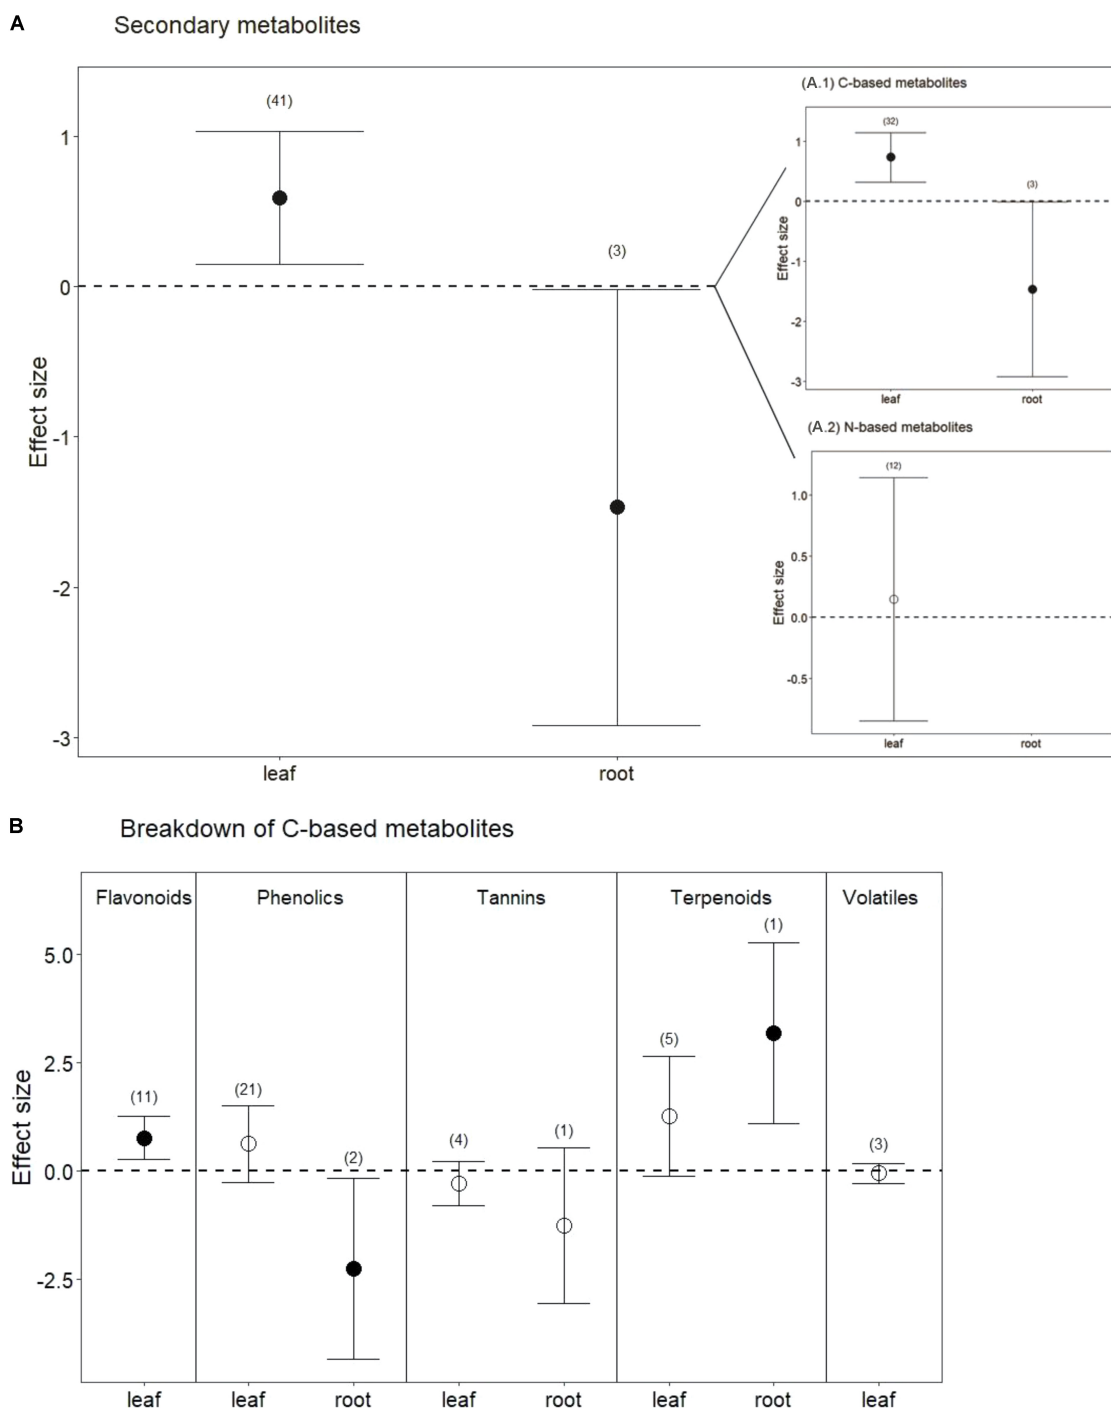 A Secondary metabolites
(41)
(3)
1
0
-1
-2
-3
Effect size
leaf root
(A.1) C-based metabolites
(32)
(3)
1
0
-1
-2
-3
Effect size
leaf root
(A.2) N-based metabolites
(12)
1.0
0.5
0.0
-0.5
Effect size
leaf root
B Breakdown of C-based metabolites
Flavonoids Phenolics Tannins Terpenoids Volatiles
(11) (21) (2) (4) (1) (5) (1) (3)
5.0
2.5
0.0
-2.5
Effect size
leaf leaf root leaf root leaf root leaf